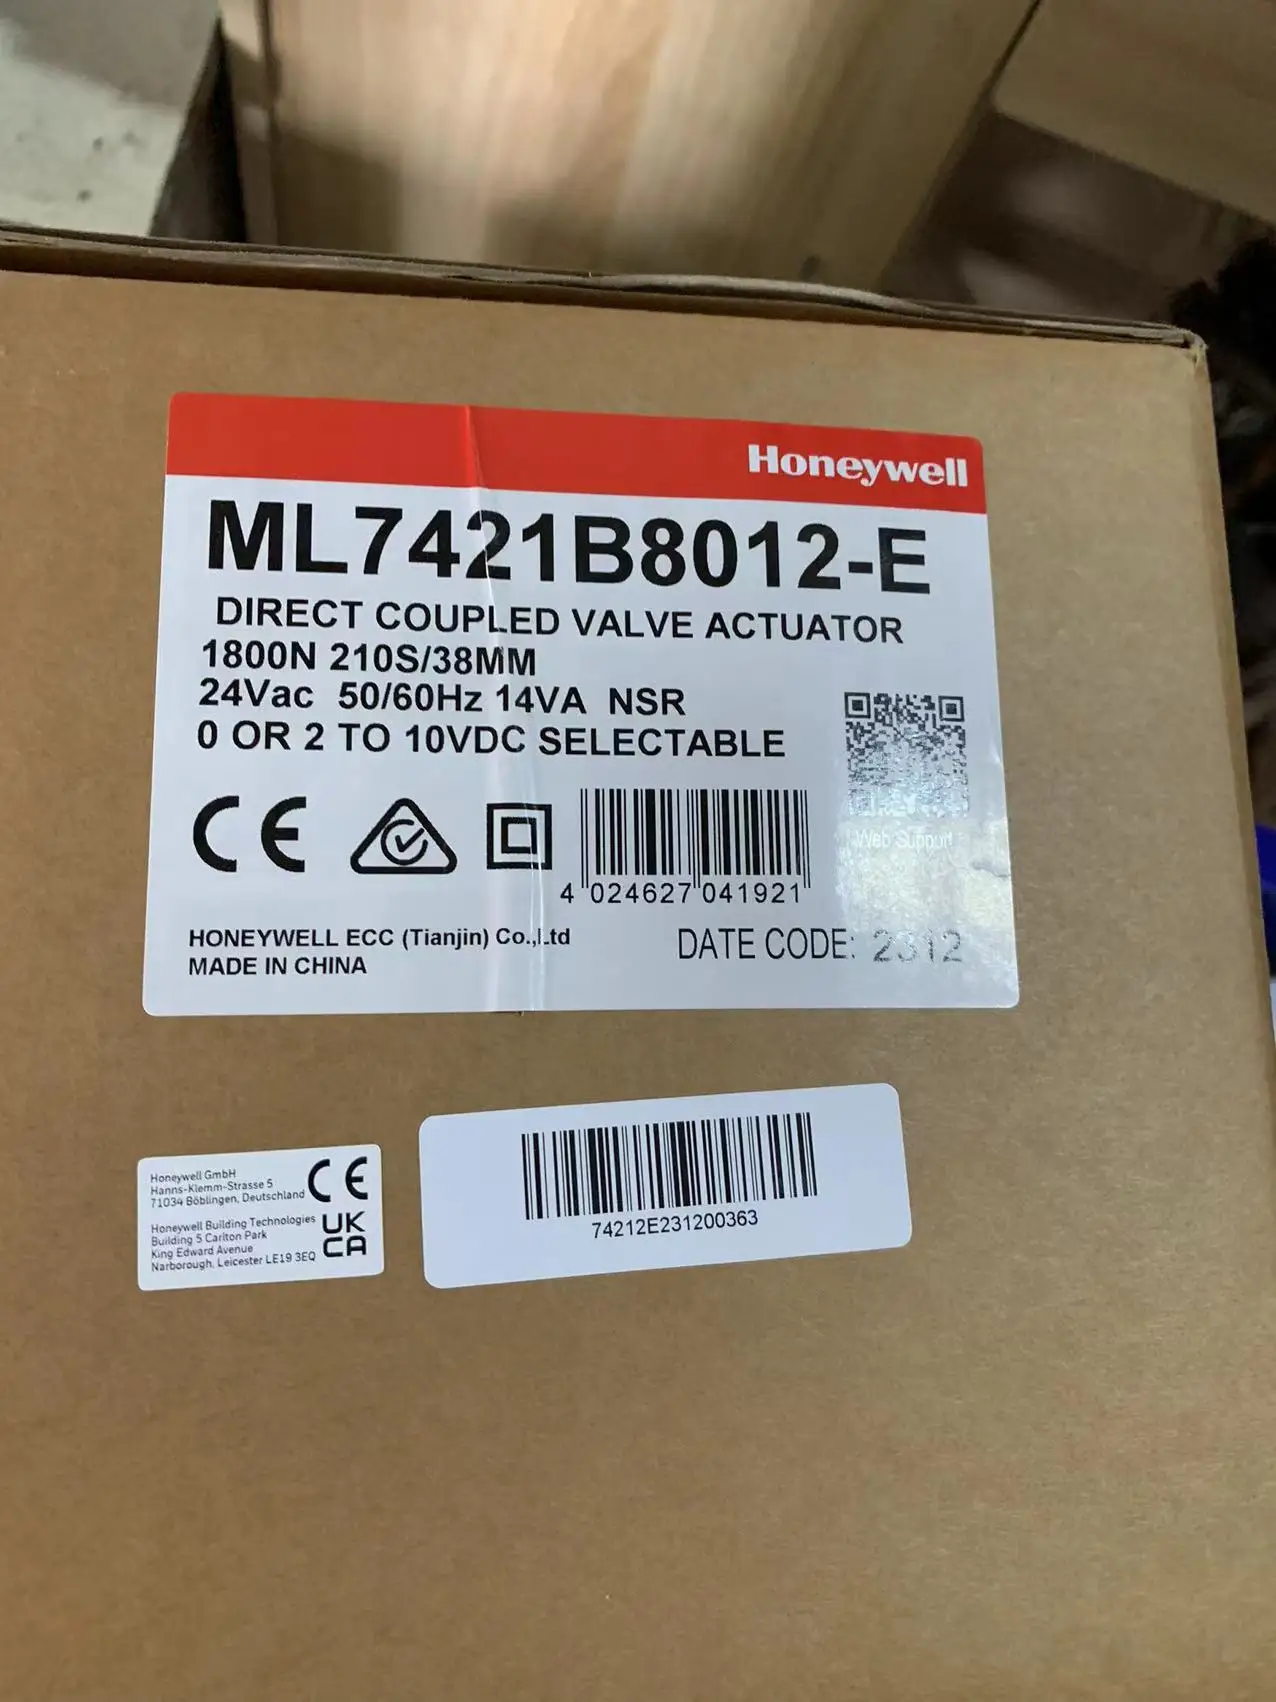 Honeywell
ML7421B8012-E
DIRECT COUPLED VALVE ACTUATOR
1800N 210S/38MM
24Vac 50/60Hz 14VA NSR
0 OR 2 TO 10VDC SELECTABLE
CE
Web Support
4 024627 041921
HONEYWELL ECC (Tianjin) Co.,Ltd
MADE IN CHINA
DATE CODE: 2312
Honeywell GmbH
Hanns-Klemm-Strasse 5
71034 Böblingen, Deutschland
CE
Honeywell Building Technologies
Building 5 Carlton Park
King Edward Avenue
Narborough, Leicester LE19 3EQ
UK
CA
74212E231200363